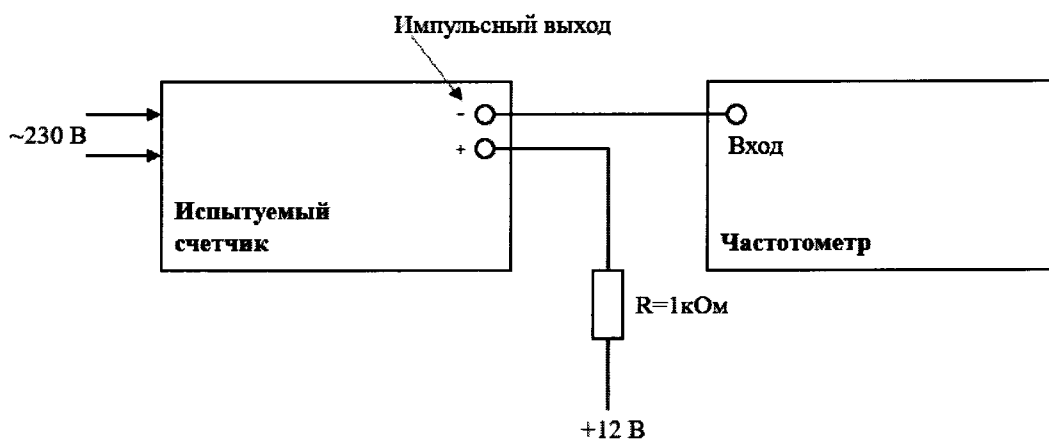 Импульсный выход
~230 В
-
+
Вход
Испытуемый
счетчик
Частотометр
R=1кОм
+12 В